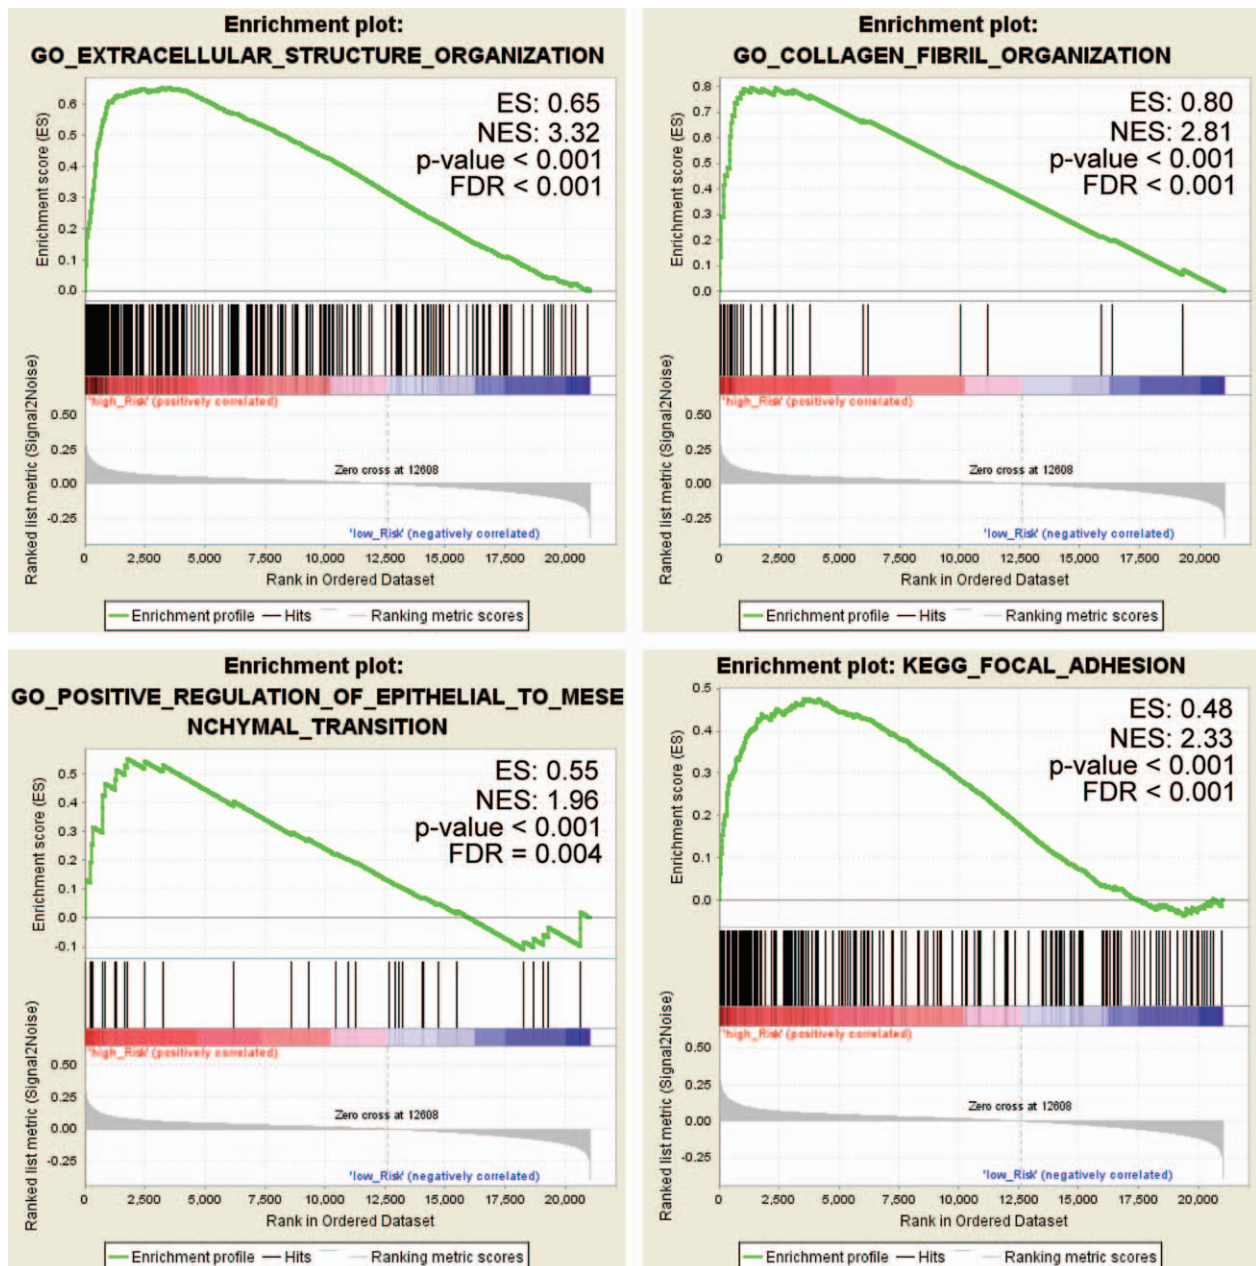 Enrichment plot:
GO_EXTRACELLULAR_STRUCTURE_ORGANIZATION
Enrichment score (ES)
0.6
0.5
0.4
0.3
0.2
0.1
0.0
ES: 0.65
NES: 3.32
p-value < 0.001
FDR < 0.001
Ranked list metric (Signal2Noise)
0.50
0.25
0.00
-0.25
'high_Risk' (positively correlated)
Zero cross at 12608
'low_Risk' (negatively correlated)
0 2,500 5,000 7,500 10,000 12,500 15,000 17,500 20,000
Rank in Ordered Dataset
Enrichment profile Hits Ranking metric scores
Enrichment plot:
GO_COLLAGEN_FIBRIL_ORGANIZATION
Enrichment score (ES)
0.8
0.7
0.6
0.5
0.4
0.3
0.2
0.1
0.0
ES: 0.80
NES: 2.81
p-value < 0.001
FDR < 0.001
Ranked list metric (Signal2Noise)
0.50
0.25
0.00
-0.25
'high_Risk' (positively correlated)
Zero cross at 12608
'low_Risk' (negatively correlated)
0 2,500 5,000 7,500 10,000 12,500 15,000 17,500 20,000
Rank in Ordered Dataset
Enrichment profile Hits Ranking metric scores
Enrichment plot:
GO_POSITIVE_REGULATION_OF_EPITHELIAL_TO_MESE
NCHYMAL_TRANSITION
Enrichment score (ES)
0.5
0.4
0.3
0.2
0.1
0.0
-0.1
ES: 0.55
NES: 1.96
p-value < 0.001
FDR = 0.004
Ranked list metric (Signal2Noise)
0.50
0.25
0.00
-0.25
'high_Risk' (positively correlated)
Zero cross at 12608
'low_Risk' (negatively correlated)
0 2,500 5,000 7,500 10,000 12,500 15,000 17,500 20,000
Rank in Ordered Dataset
Enrichment profile Hits Ranking metric scores
Enrichment plot: KEGG_FOCAL_ADHESION
Enrichment score (ES)
0.5
0.4
0.3
0.2
0.1
0.0
ES: 0.48
NES: 2.33
p-value < 0.001
FDR < 0.001
Ranked list metric (Signal2Noise)
0.50
0.25
0.00
-0.25
'high_Risk' (positively correlated)
Zero cross at 12608
'low_Risk' (negatively correlated)
0 2,500 5,000 7,500 10,000 12,500 15,000 17,500 20,000
Rank in Ordered Dataset
Enrichment profile Hits Ranking metric scores